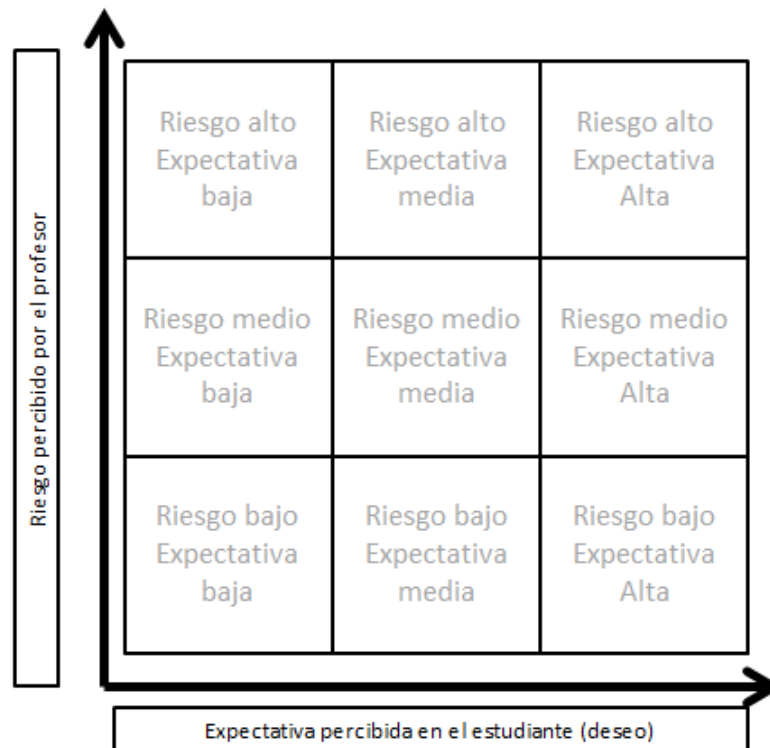 Riesgo percibido por el profesor
Riesgo alto
Expectativa
baja
Riesgo alto
Expectativa
media
Riesgo alto
Expectativa
Alta
Riesgo medio
Expectativa
baja
Riesgo medio
Expectativa
media
Riesgo medio
Expectativa
Alta
Riesgo bajo
Expectativa
baja
Riesgo bajo
Expectativa
media
Riesgo bajo
Expectativa
Alta
Expectativa percibida en el estudiante (deseo)